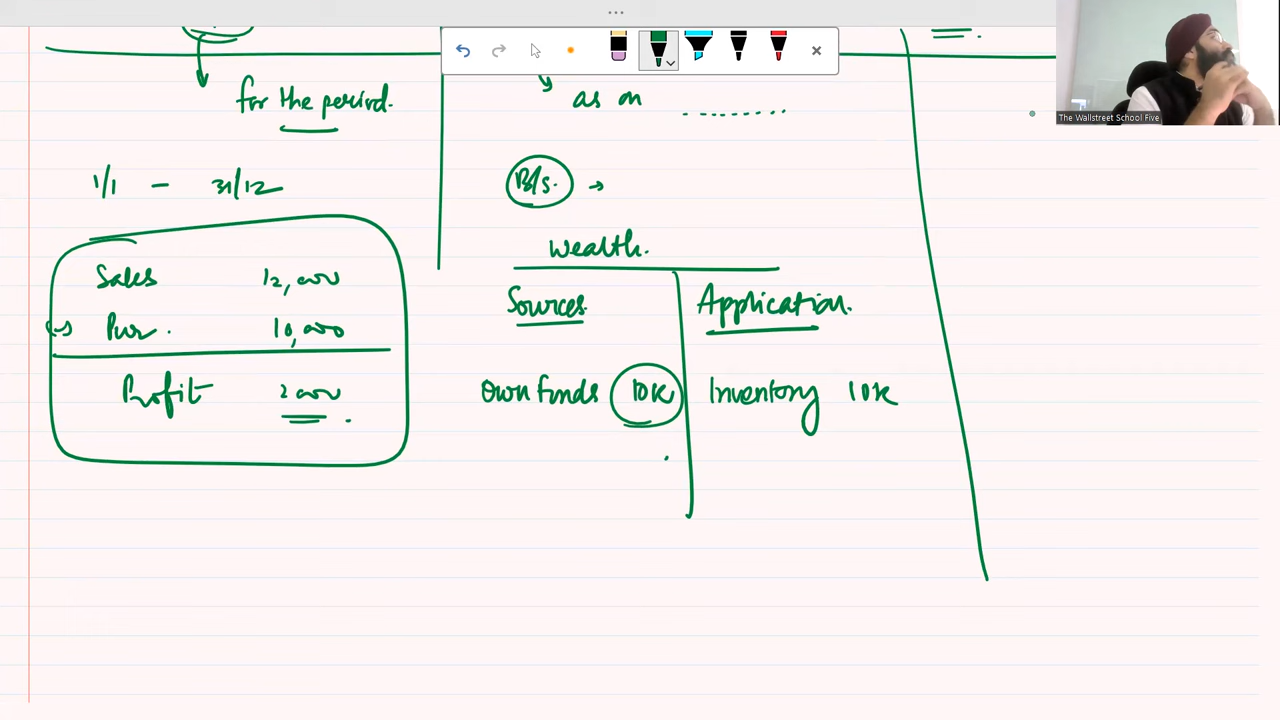 for the period.
as on ........
1/1 - 31/12
B/s. →
Wealth.
Sales 12,000
(-) Pur. 10,000
Profit 2000
Sources Application.
Own funds 10K Inventory 10K
The Wallstreet School Five